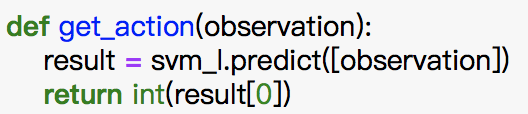 def get_action(observation):
    result = svm_l.predict([observation])
    return int(result[0])